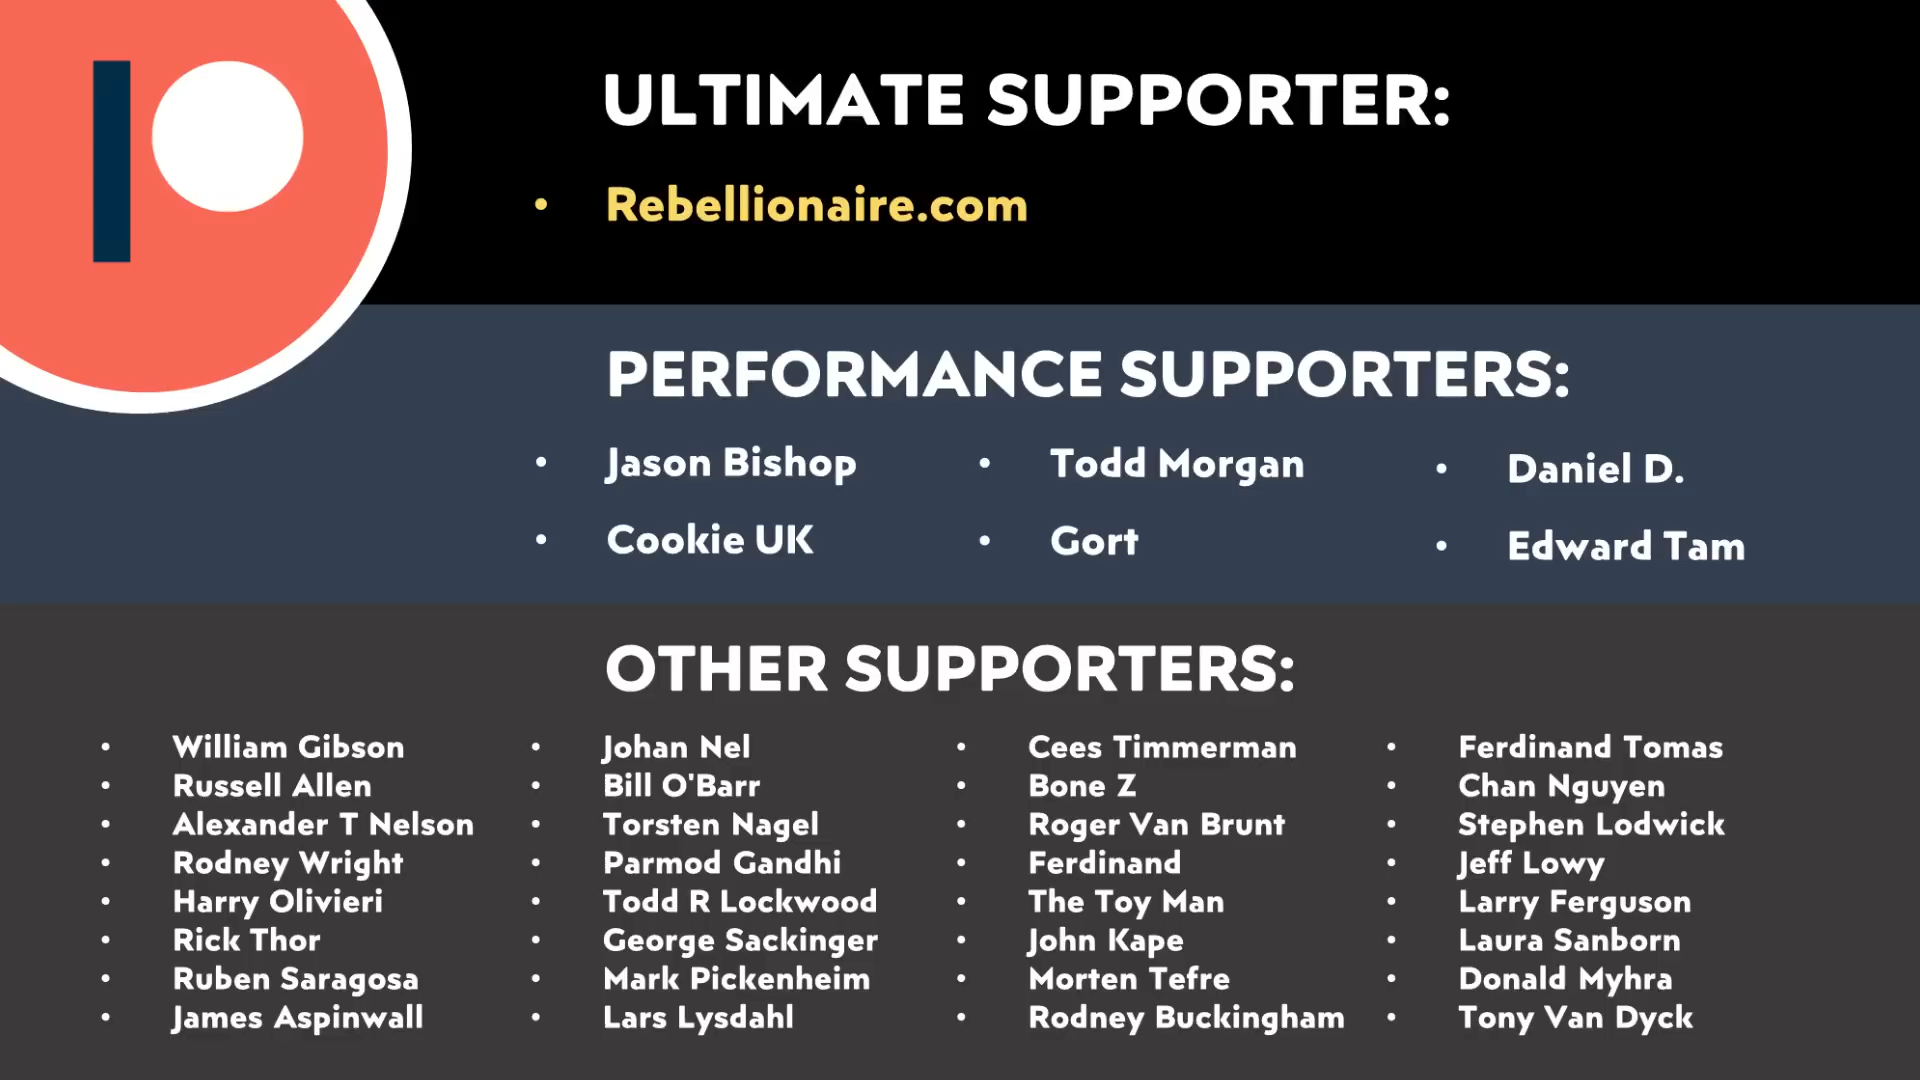 ULTIMATE SUPPORTER:
• Rebellionaire.com
PERFORMANCE SUPPORTERS:
• Jason Bishop
• Cookie UK
• Todd Morgan
• Gort
• Daniel D.
• Edward Tam
OTHER SUPPORTERS:
• William Gibson
• Russell Allen
• Alexander T Nelson
• Rodney Wright
• Harry Olivieri
• Rick Thor
• Ruben Saragosa
• James Aspinwall
• Johan Nel
• Bill O'Barr
• Torsten Nagel
• Parmod Gandhi
• Todd R Lockwood
• George Sackinger
• Mark Pickenheim
• Lars Lysdahl
• Cees Timmerman
• Bone Z
• Roger Van Brunt
• Ferdinand
• The Toy Man
• John Kape
• Morten Tefre
• Rodney Buckingham
• Ferdinand Tomas
• Chan Nguyen
• Stephen Lodwick
• Jeff Lowy
• Larry Ferguson
• Laura Sanborn
• Donald Myhra
• Tony Van Dyck